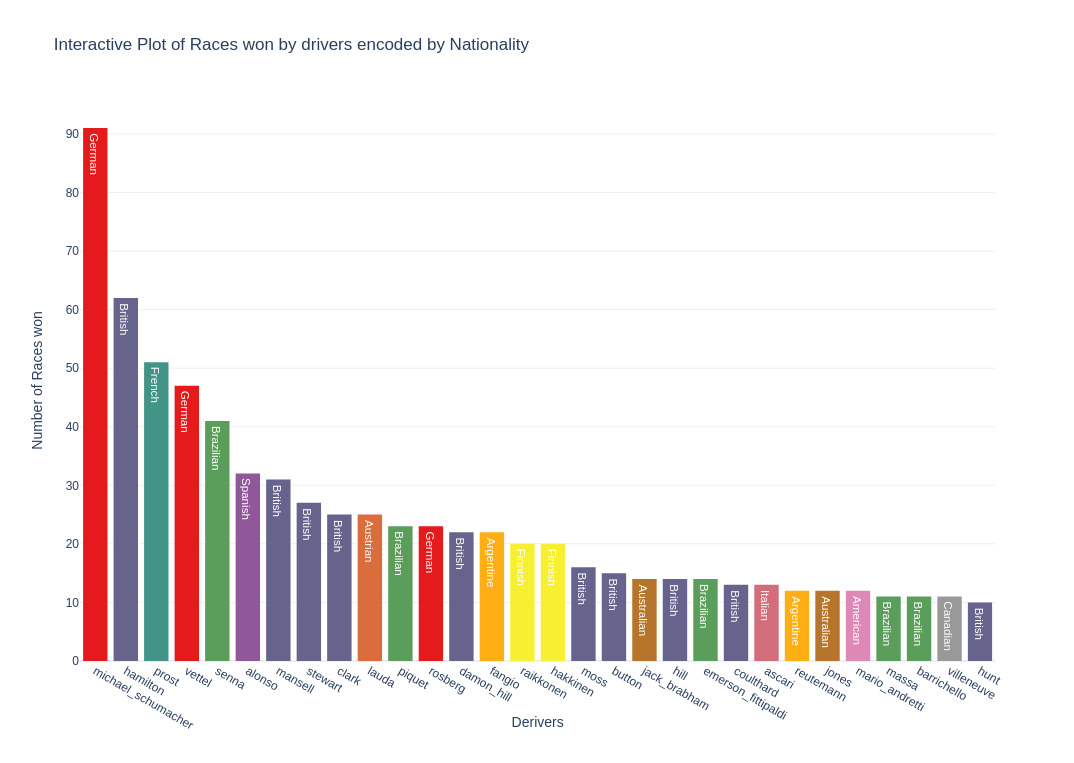 Interactive Plot of Races won by drivers encoded by Nationality
Number of Races won
90
80
70
60
50
40
30
20
10
0
German
British
French
German
Brazilian
Spanish
British
British
British
Austrian
Brazilian
German
British
Argentine
Finnish
Finnish
British
British
Australian
British
Brazilian
British
Italian
Argentine
Australian
American
Brazilian
Brazilian
Canadian
British
michael_schumacher
hamilton
prost
vettel
senna
alonso
mansell
stewart
clark
lauda
piquet
rosberg
damon_hill
fangio
raikkonen
hakkinen
moss
button
jack_brabham
hill
emerson_fittipaldi
coulthard
ascari
reutemann
jones
mario_andretti
massa
barrichello
villeneuve
hunt
Derivers